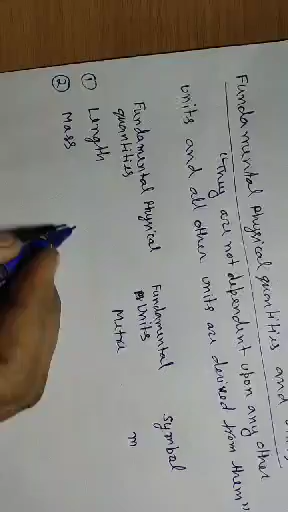 Fundamental Physical quantities and
"They are not dependent upon any other
units and all other units are derived from them"
Fundamental Physical quantities Fundamental Units Symbol
① Length Metre m
② Mass